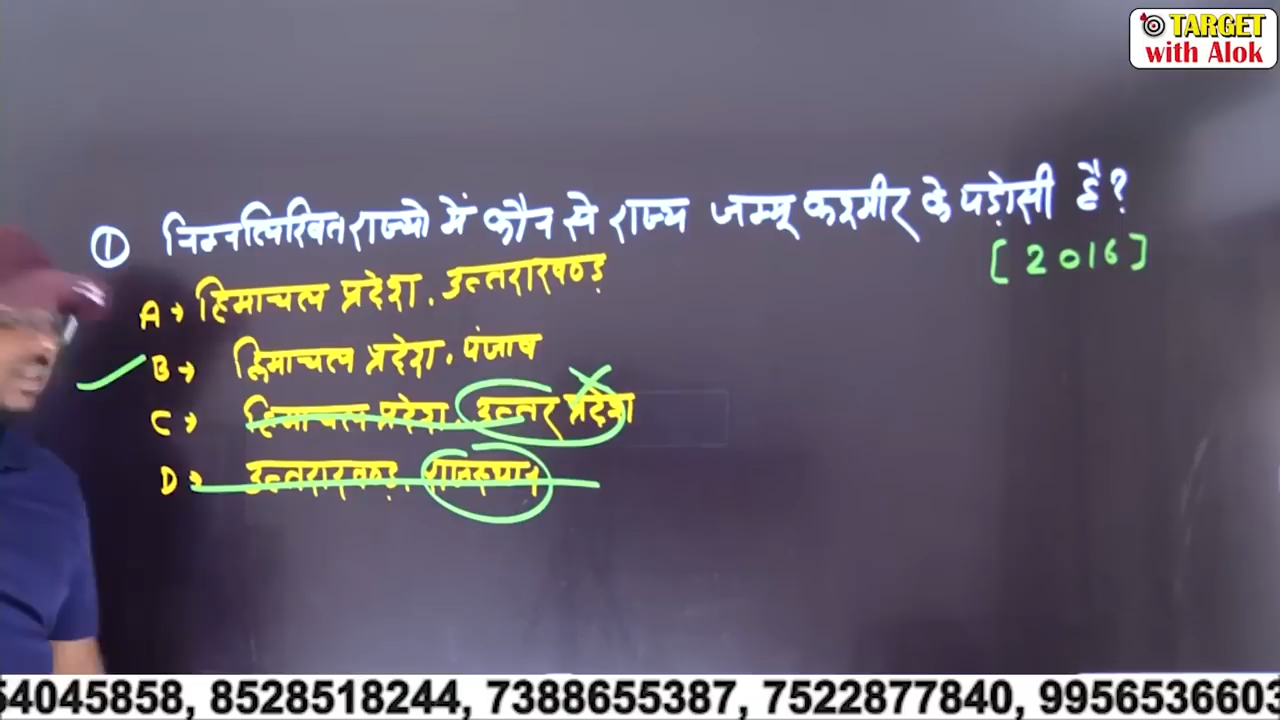 TARGET
with Alok
① निम्नलिखित राज्यो में कौन से राज्य जम्मू कश्मीर के पड़ोसी है?
[2016]
A → हिमाचल प्रदेश, उत्तराखण्ड
B → हिमाचल प्रदेश, पंजाब
C → हिमाचल प्रदेश, उत्तर प्रदेश
D → उत्तराखण्ड, राजस्थान
54045858, 8528518244, 7388655387, 7522877840, 9956536603